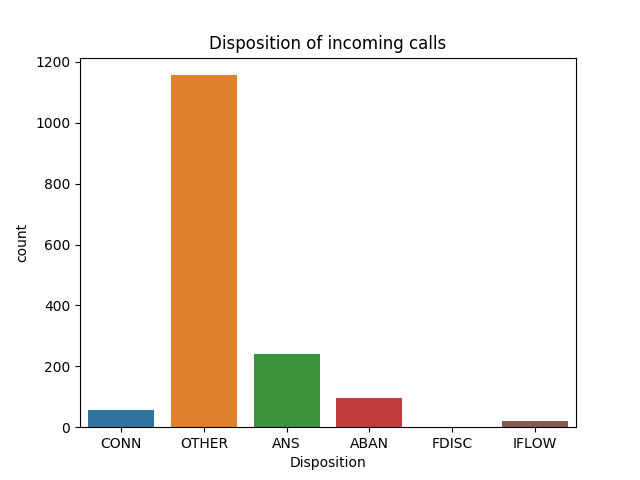 Disposition of incoming calls
1200
1000
800
600
400
200
0
count
CONN OTHER ANS ABAN FDISC IFLOW
Disposition